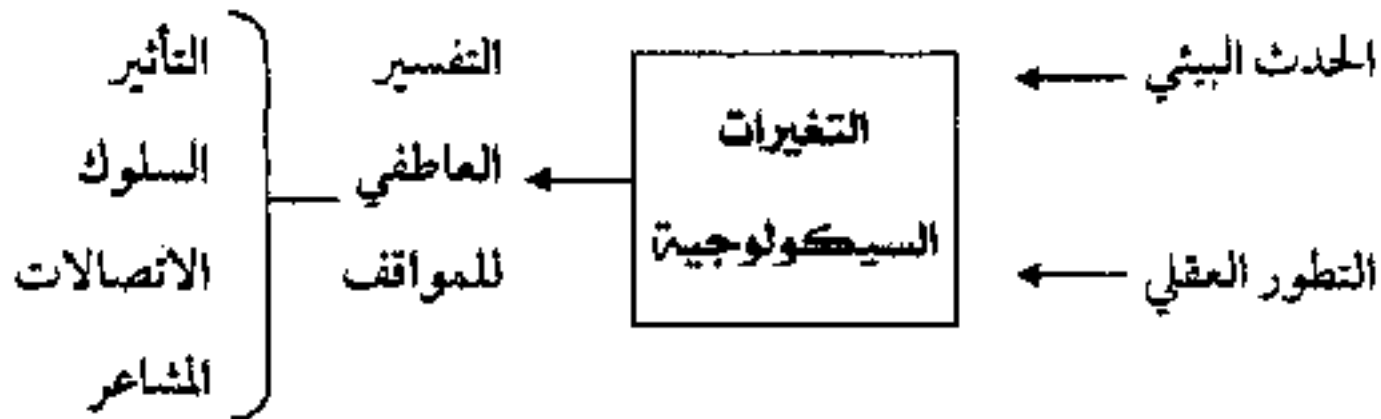 الحدث البيئي
التطور العقلي
التغيرات
السيكولوجية
التفسير
العاطفي
للمواقف
التأثير
السلوك
الاتصالات
المشاعر